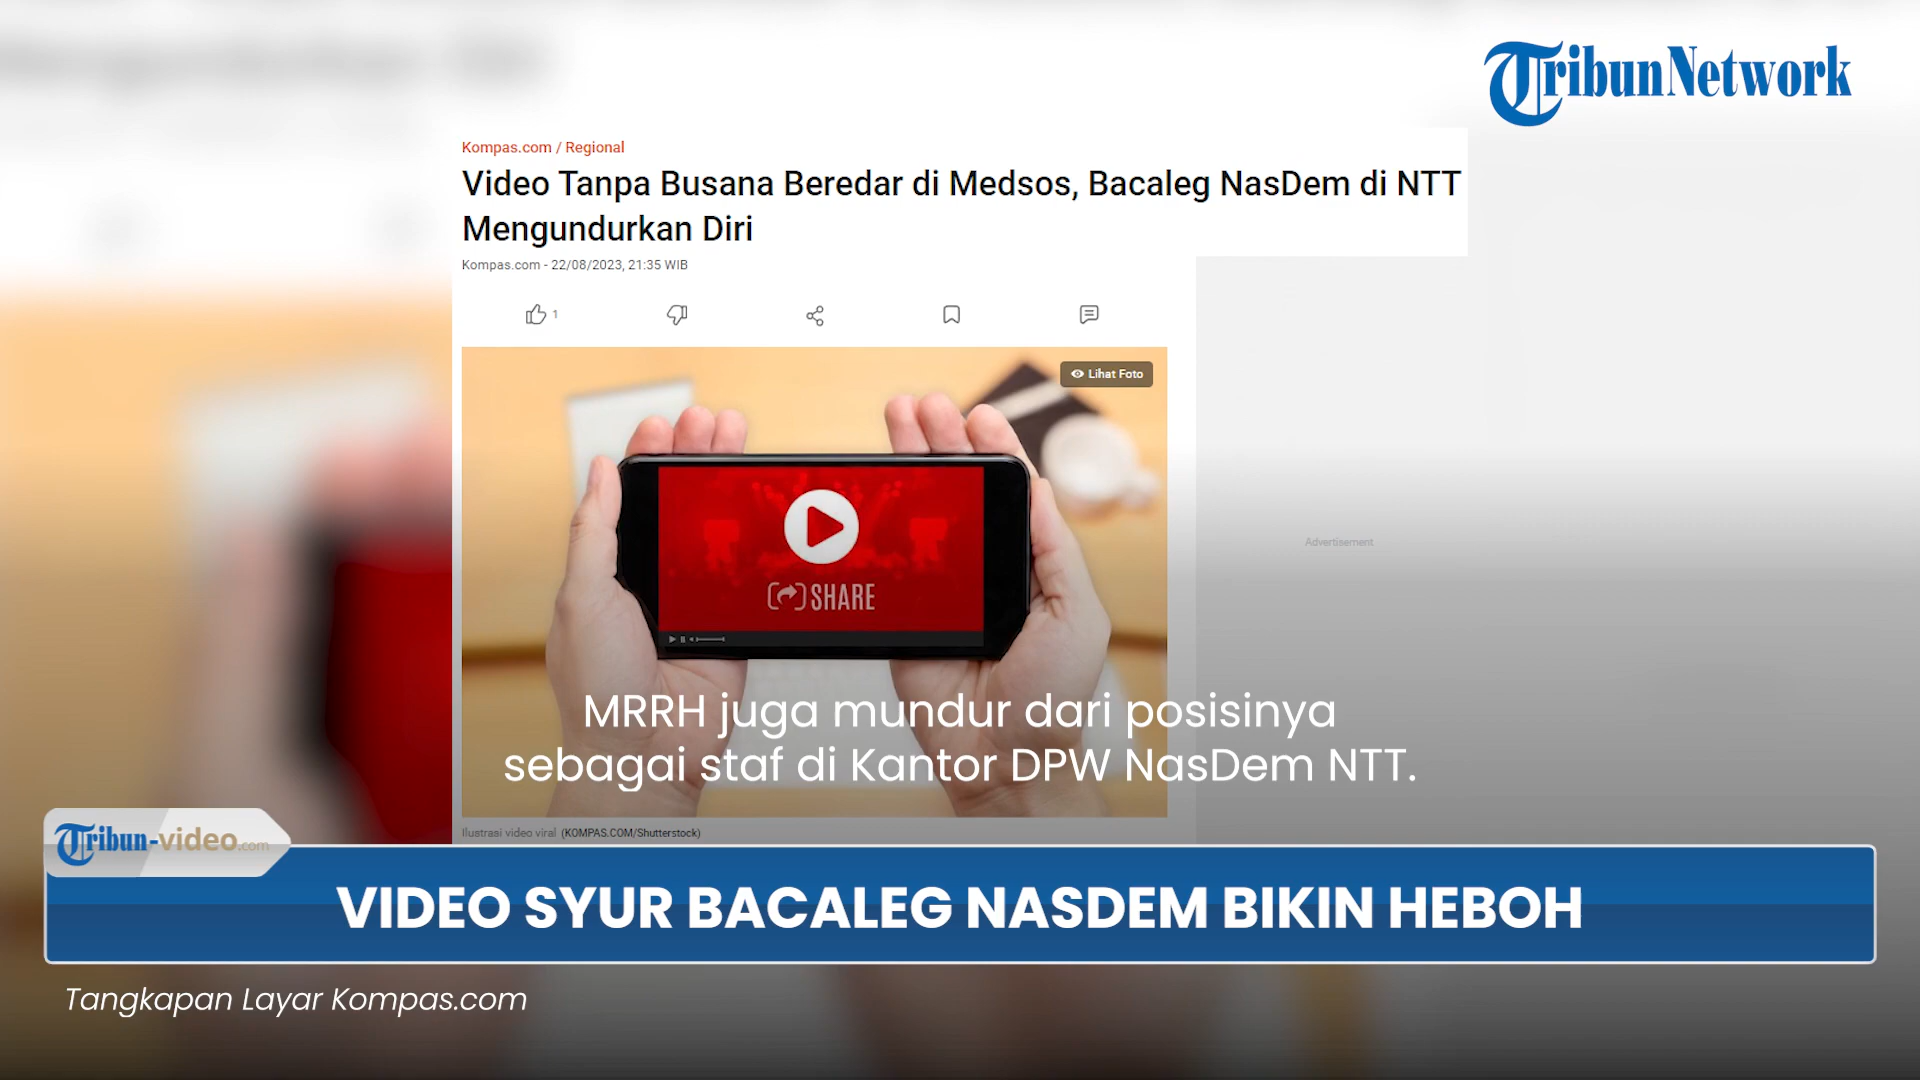 TribunNetwork
Kompas.com / Regional
Video Tanpa Busana Beredar di Medsos, Bacaleg NasDem di NTT
Mengundurkan Diri
Kompas.com - 22/08/2023, 21:35 WIB
1
Lihat Foto
SHARE
Advertisement
MRRH juga mundur dari posisinya
sebagai staf di Kantor DPW NasDem NTT.
Ilustrasi video viral (KOMPAS.COM/Shutterstock)
Tribun-video.com
VIDEO SYUR BACALEG NASDEM BIKIN HEBOH
Tangkapan Layar Kompas.com